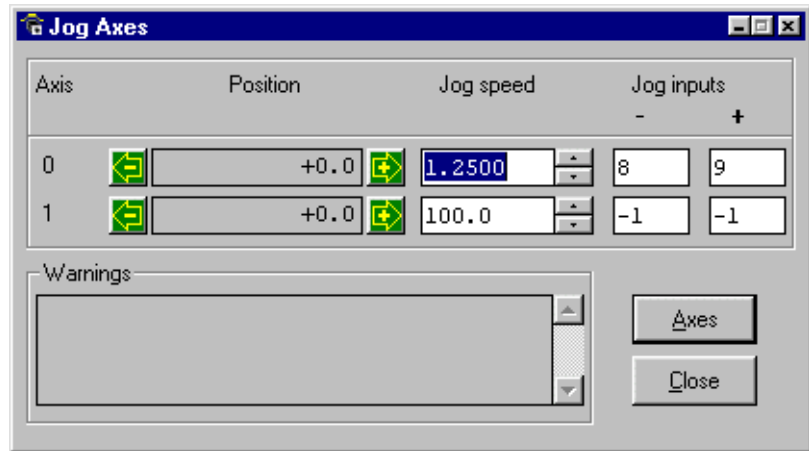 Jog Axes
Axis Position Jog speed Jog inputs
- +
0 +0.0 1.2500 8 9
1 +0.0 100.0 -1 -1
Warnings
Axes
Close